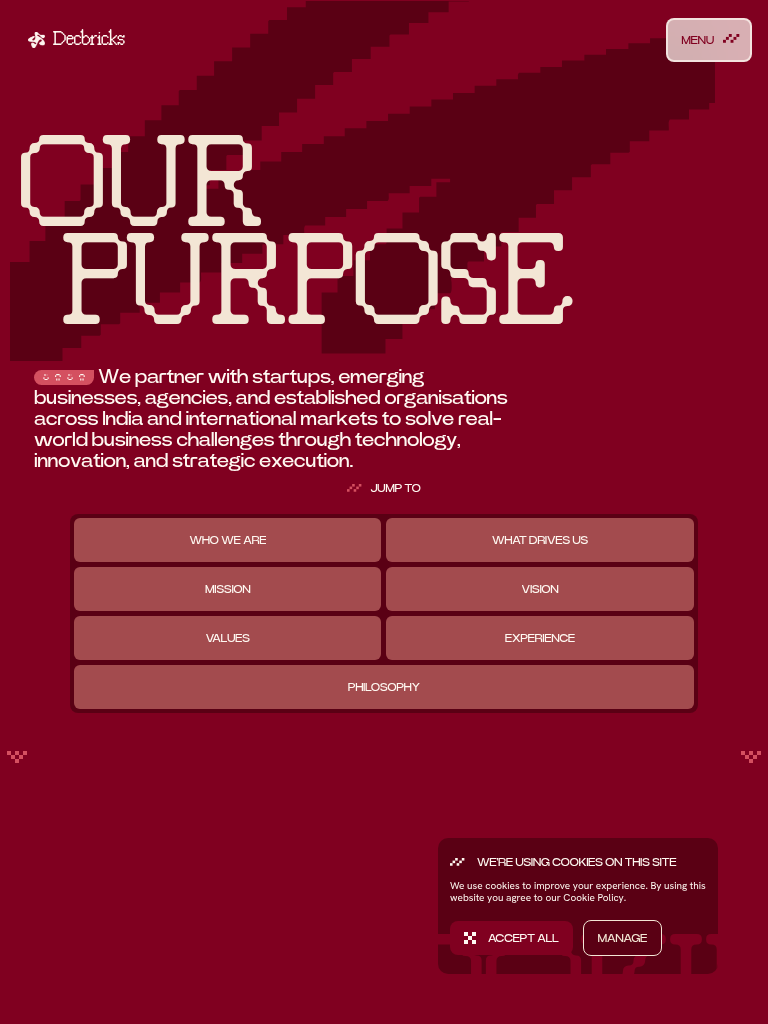 Decbricks
MENU
OUR
PURPOSE
We partner with startups, emerging
businesses, agencies, and established organisations
across India and international markets to solve real-
world business challenges through technology,
innovation, and strategic execution.
JUMP TO
WHO WE ARE
WHAT DRIVES US
MISSION
VISION
VALUES
EXPERIENCE
PHILOSOPHY
WE'RE USING COOKIES ON THIS SITE
We use cookies to improve your experience. By using this
website you agree to our Cookie Policy.
ACCEPT ALL
MANAGE